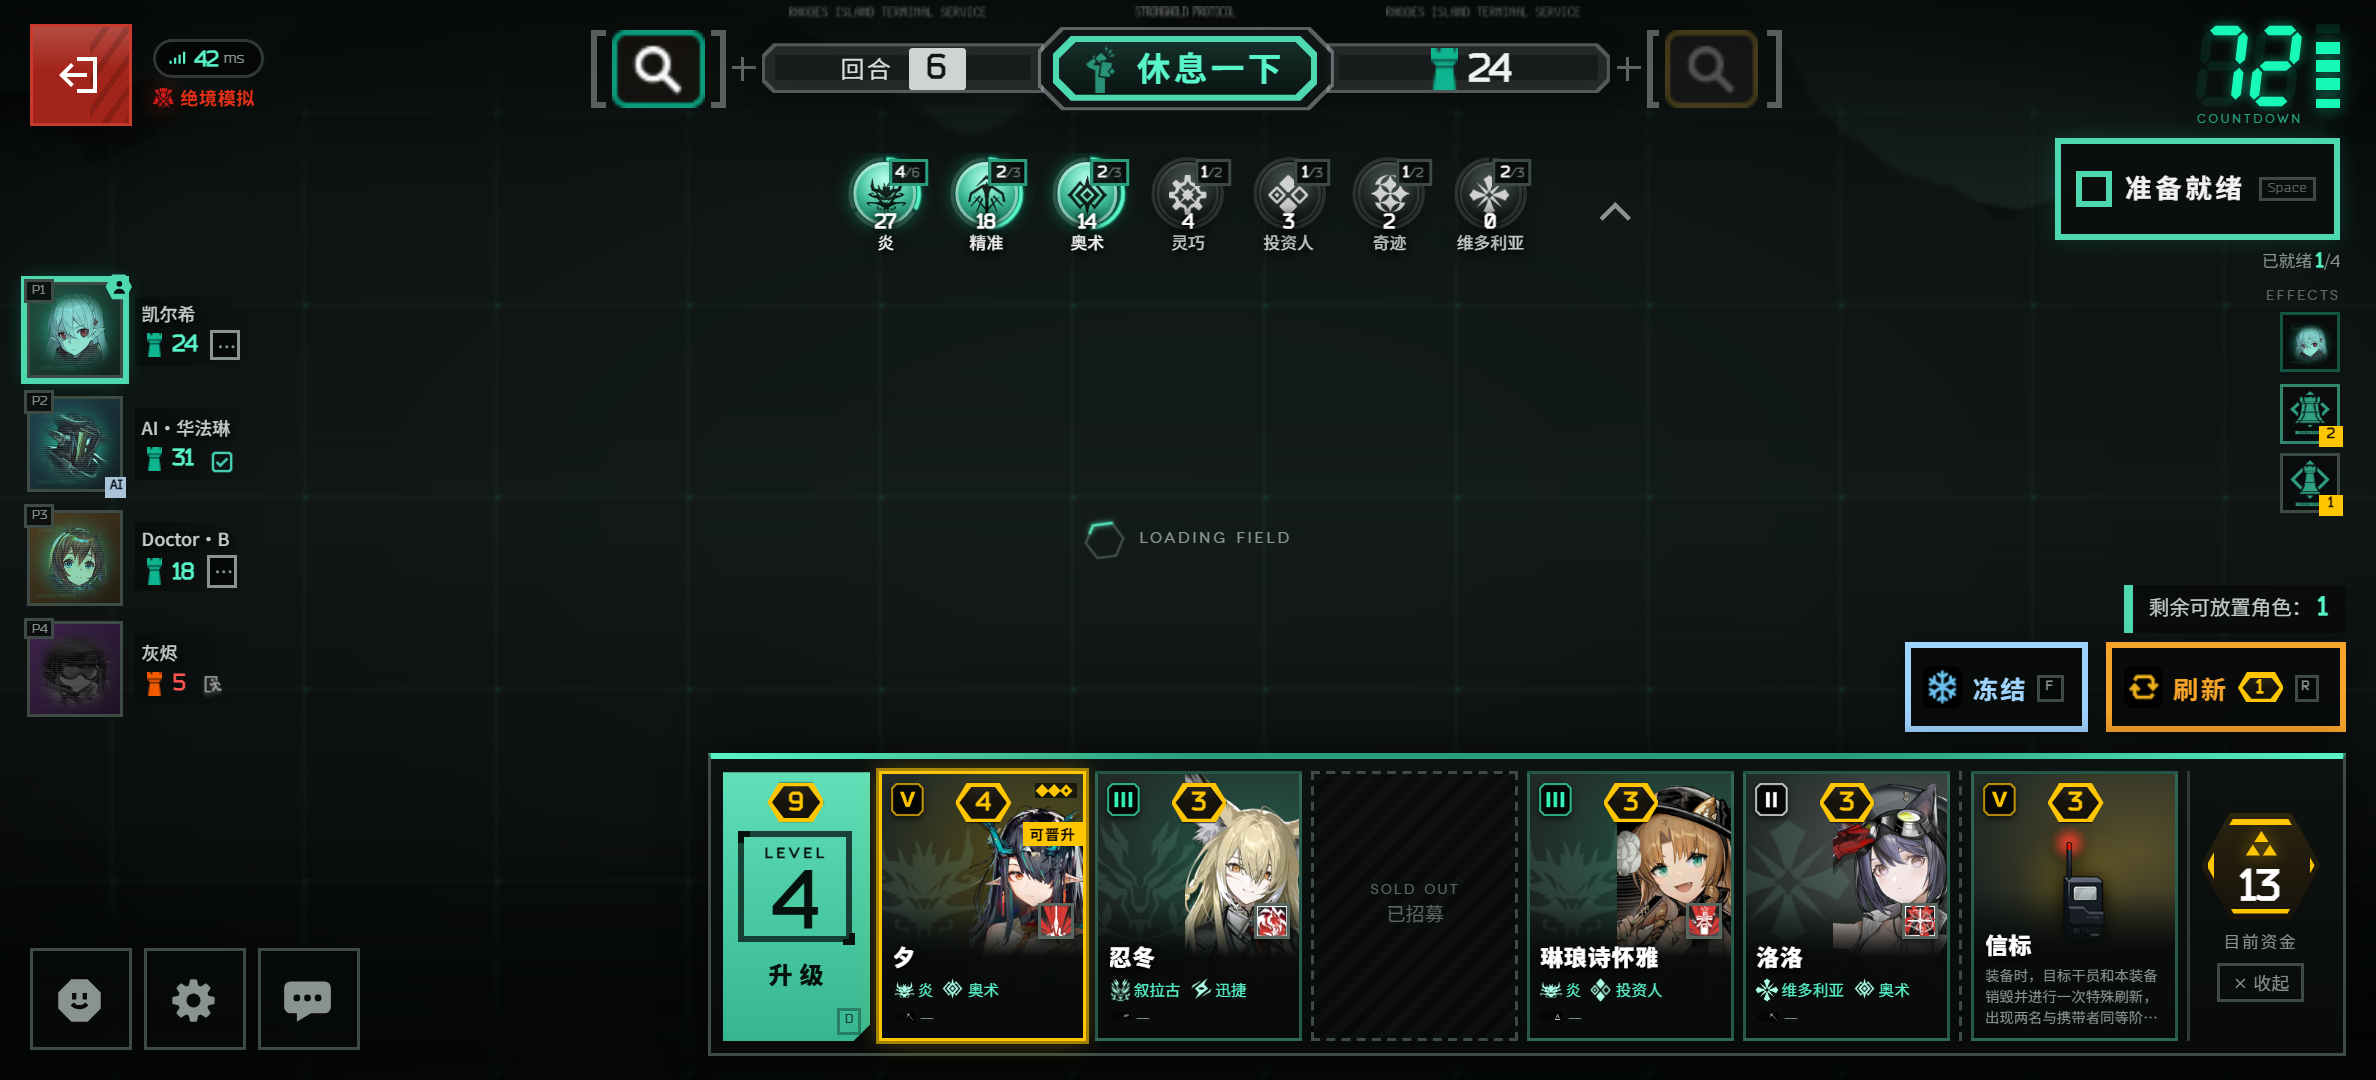 RHODES ISLAND TERMINAL SERVICE
STRONGHOLD PROTOCOL
RHODES ISLAND TERMINAL SERVICE
42 ms
绝境模拟
回合 6
休息一下
24
72
COUNTDOWN
准备就绪 Space
已就绪1/4
EFFECTS
2
1
4/6
27
炎
2/3
18
精准
2/3
14
奥术
1/2
4
灵巧
1/3
3
投资人
1/2
2
奇迹
2/3
0
维多利亚
P1
凯尔希
24
P2
AI・华法琳
31
AI
P3
Doctor・B
18
P4
灰烬
5
LOADING FIELD
剩余可放置角色： 1
冻结 F
刷新 1 R
9
LEVEL
4
升级
D
V
4
可晋升
夕
炎 奥术
—
III
3
忍冬
叙拉古 迅捷
—
SOLD OUT
已招募
III
3
琳琅诗怀雅
炎 投资人
—
II
3
洛洛
维多利亚 奥术
—
V
3
信标
装备时，目标干员和本装备
销毁并进行一次特殊刷新，
出现两名与携带者同等阶…
13
目前资金
× 收起